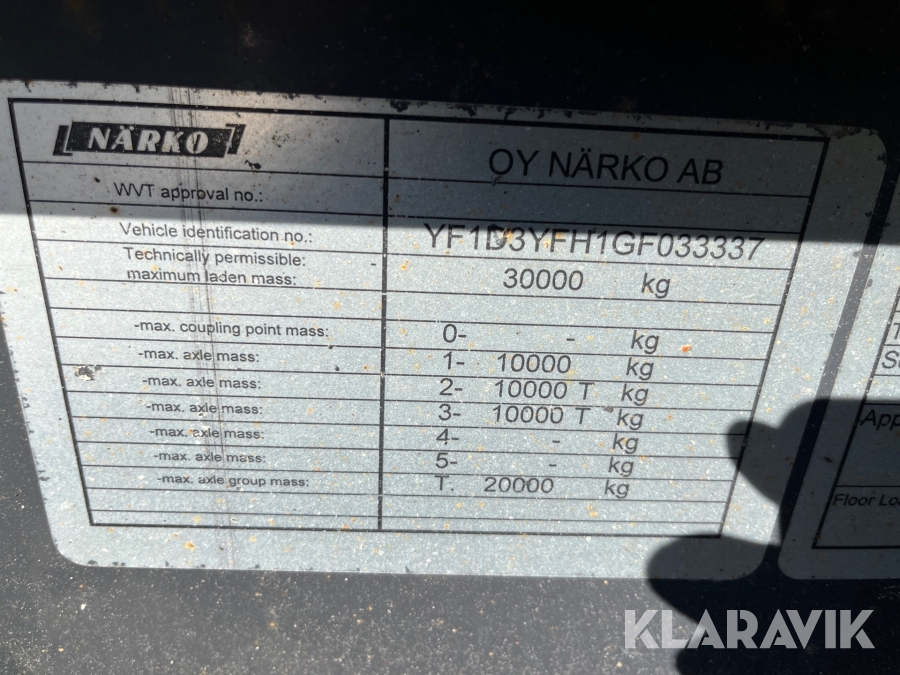 NÄRKO
OY NÄRKO AB
WVT approval no.:
Vehicle identification no.: YF1D3YFH1GF033337
Technically permissible: -
maximum laden mass: 30000 kg
-max. coupling point mass: 0- - kg
-max. axle mass: 1- 10000 kg
-max. axle mass: 2- 10000 T kg
-max. axle mass: 3- 10000 T kg
-max. axle mass: 4- - kg
-max. axle mass: 5- - kg
-max. axle group mass: T. 20000 kg
Floor
KLARAVIK